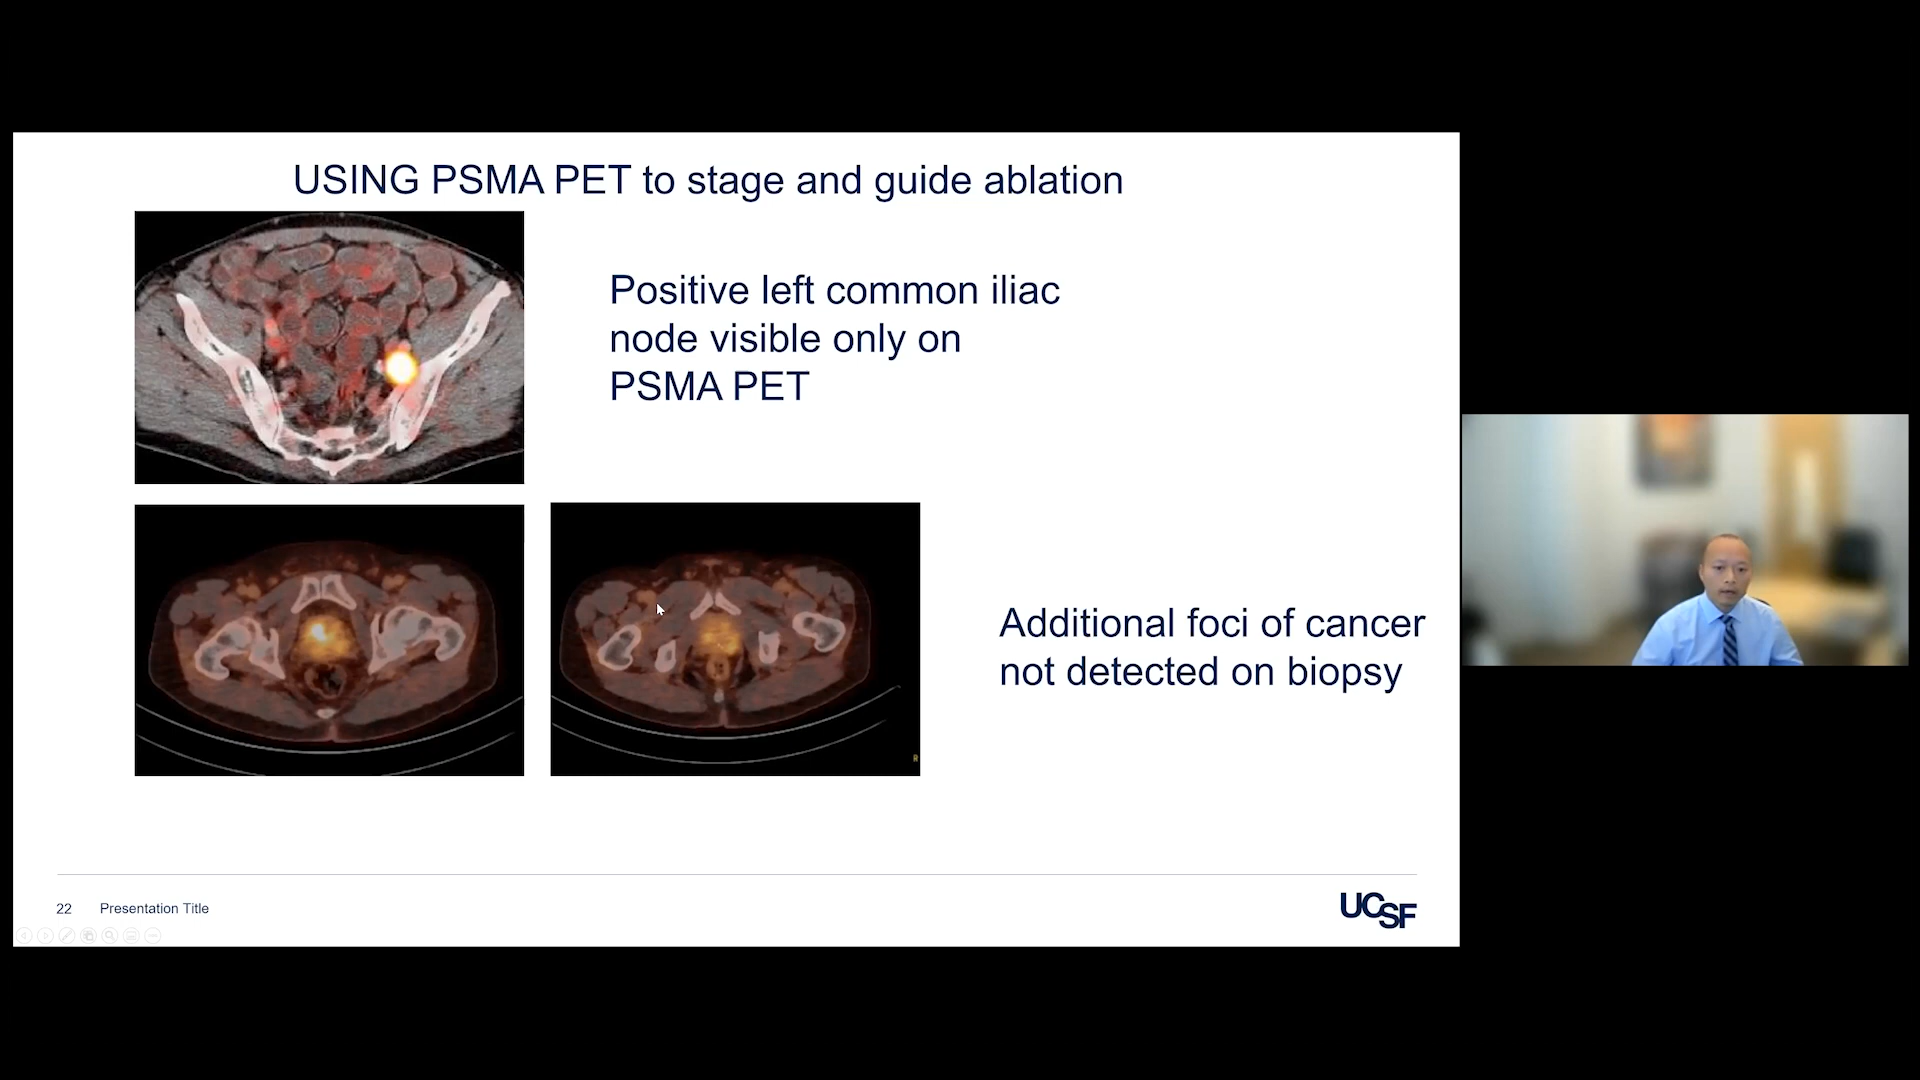 USING PSMA PET to stage and guide ablation
Positive left common iliac
node visible only on
PSMA PET
Additional foci of cancer
not detected on biopsy
R
22 Presentation Title
UCSF